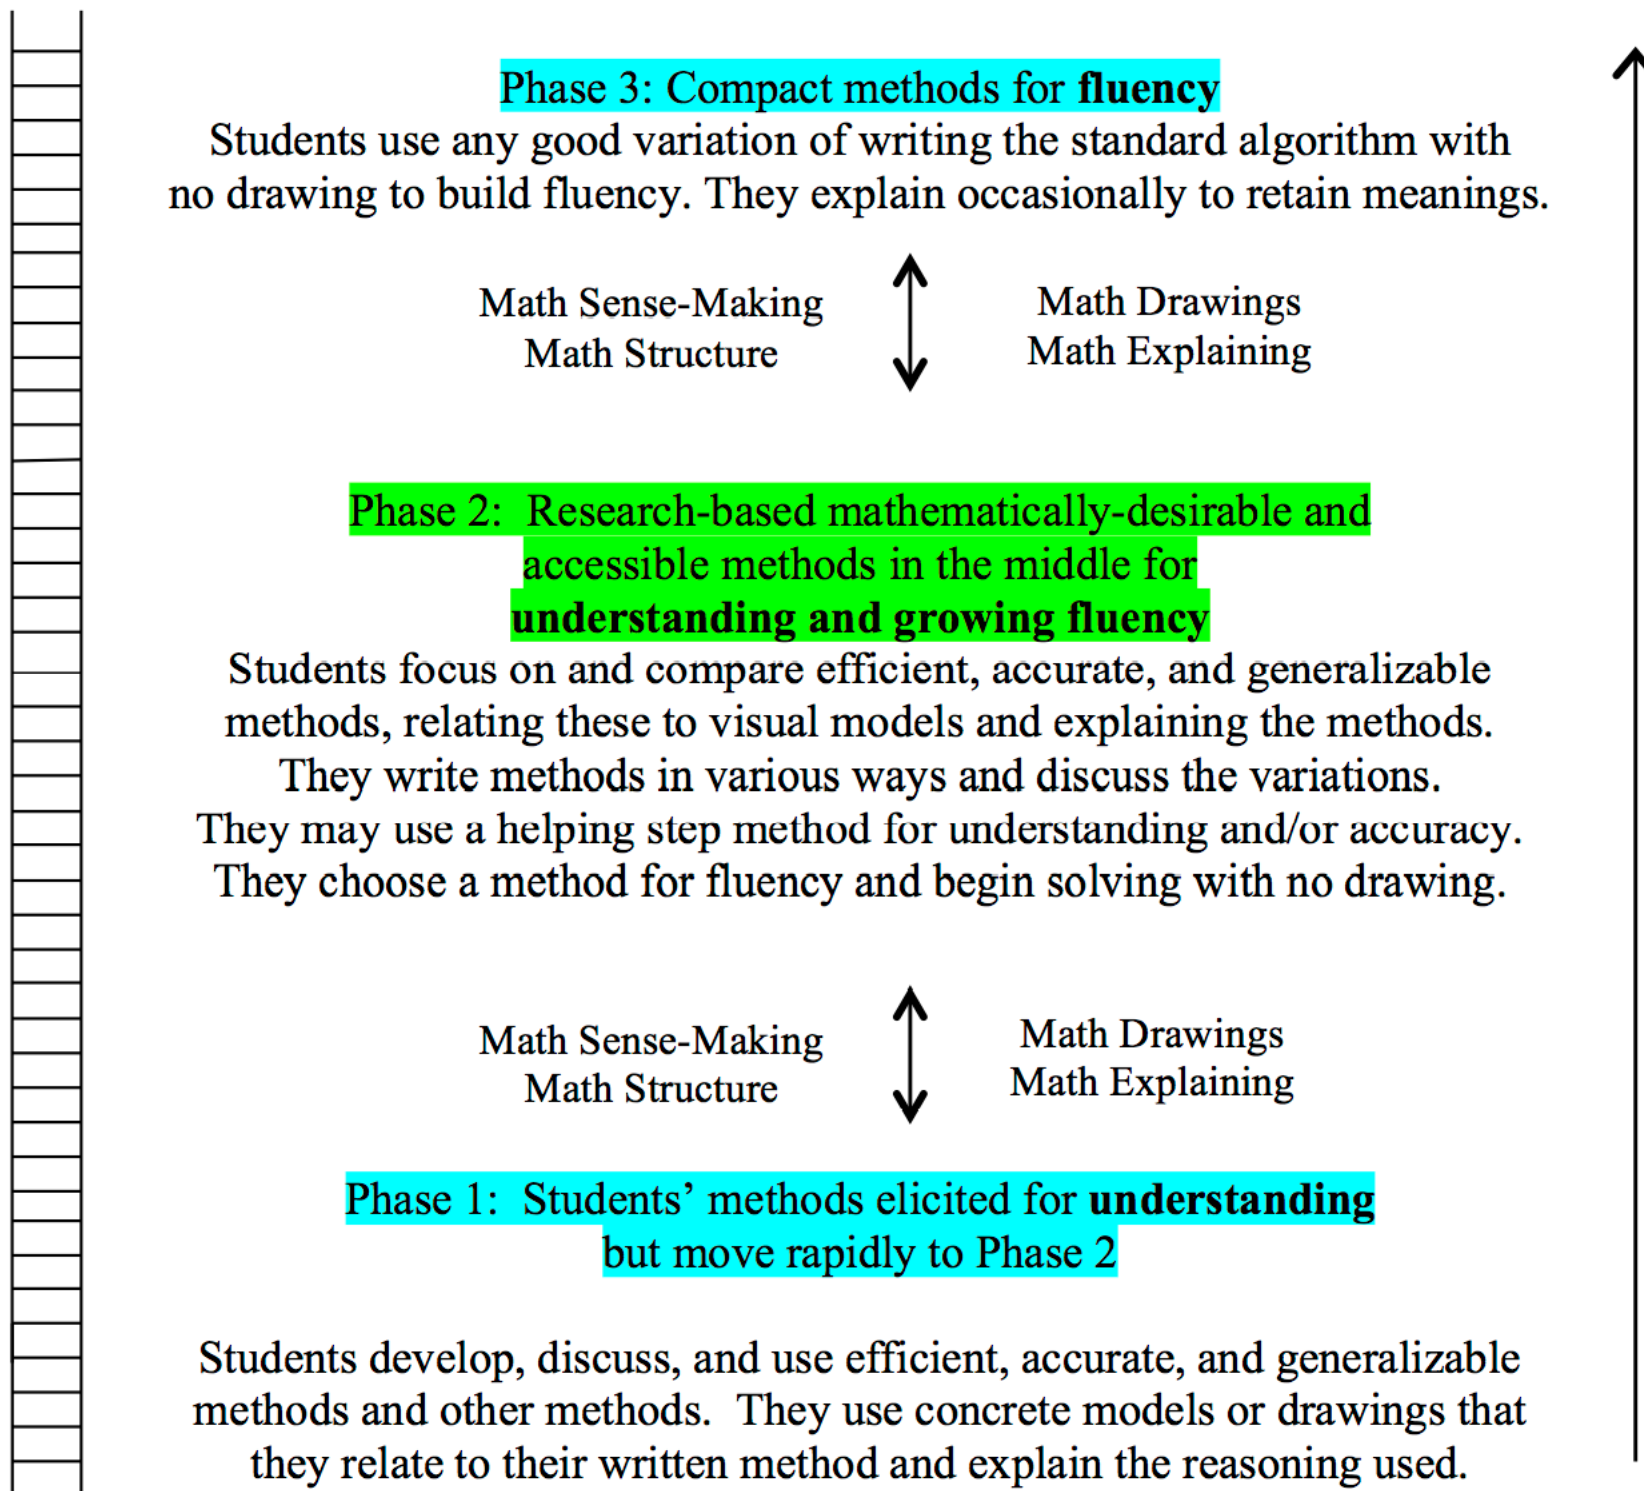 Phase 3: Compact methods for fluency
Students use any good variation of writing the standard algorithm with
no drawing to build fluency. They explain occasionally to retain meanings.
Math Sense-Making
Math Structure
Math Drawings
Math Explaining
Phase 2: Research-based mathematically-desirable and
accessible methods in the middle for
understanding and growing fluency
Students focus on and compare efficient, accurate, and generalizable
methods, relating these to visual models and explaining the methods.
They write methods in various ways and discuss the variations.
They may use a helping step method for understanding and/or accuracy.
They choose a method for fluency and begin solving with no drawing.
Math Sense-Making
Math Structure
Math Drawings
Math Explaining
Phase 1: Students’ methods elicited for understanding
but move rapidly to Phase 2
Students develop, discuss, and use efficient, accurate, and generalizable
methods and other methods. They use concrete models or drawings that
they relate to their written method and explain the reasoning used.